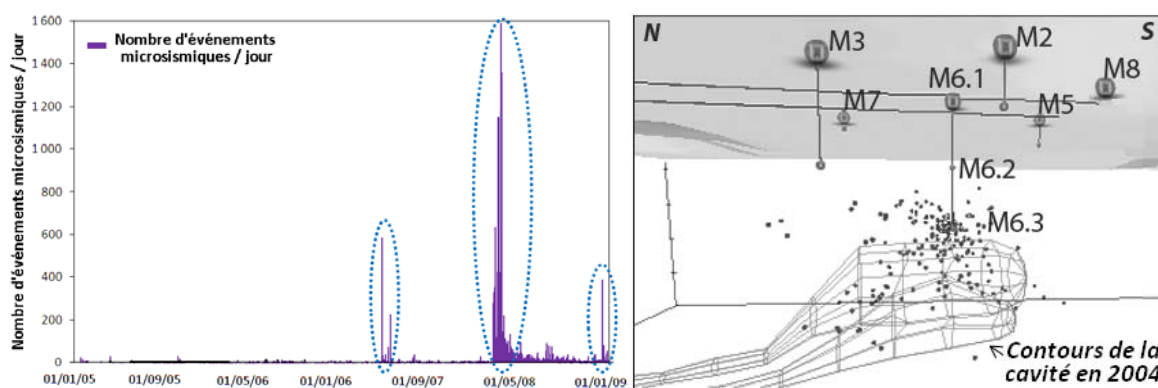 Nombre d'événements microsismiques / jour
1 600
1 400
1 200
1 000
800
600
400
200
0
Nombre d'événements
microsismiques / jour
01/01/05
01/09/05
01/05/06
01/01/06
01/09/07
01/05/08
01/01/09
N
S
M3
M2
M8
M6.1
M7
M5
M6.2
M6.3
Contours de la
cavité en 2004